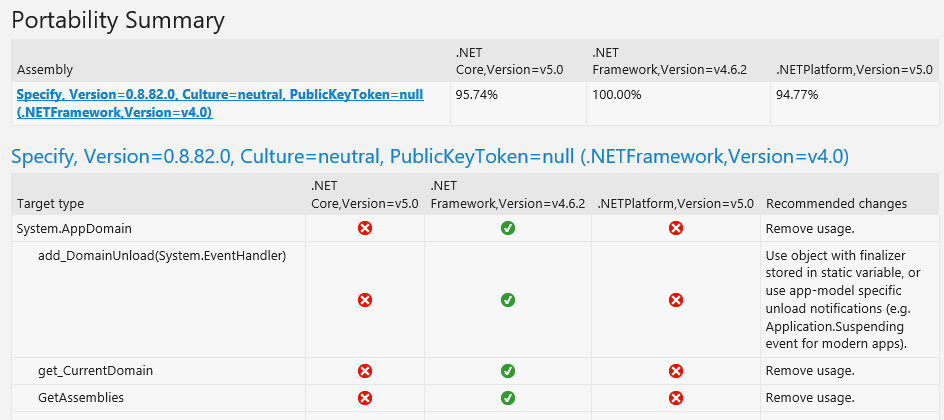 Portability Summary
Assembly
.NET
Core,Version=v5.0
.NET
Framework,Version=v4.6.2
.NETPlatform,Version=v5.0
Specify, Version=0.8.82.0, Culture=neutral, PublicKeyToken=null
(.NETFramework,Version=v4.0)
95.74%
100.00%
94.77%
Specify, Version=0.8.82.0, Culture=neutral, PublicKeyToken=null (.NETFramework,Version=v4.0)
Target type
.NET
Core,Version=v5.0
.NET
Framework,Version=v4.6.2
.NETPlatform,Version=v5.0
Recommended changes
System.AppDomain
Remove usage.
add_DomainUnload(System.EventHandler)
Use object with finalizer
stored in static variable, or
use app-model specific
unload notifications (e.g.
Application.Suspending
event for modern apps).
get_CurrentDomain
Remove usage.
GetAssemblies
Remove usage.